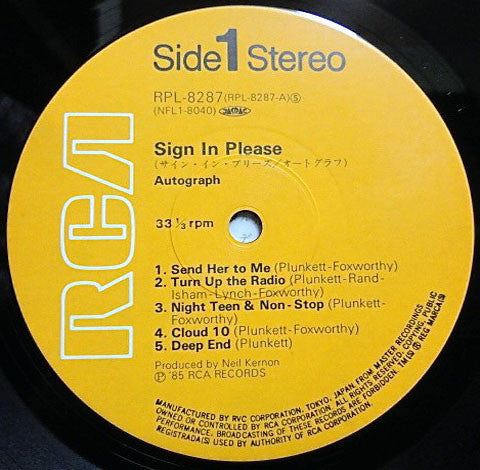 Side 1 Stereo
RPL-8287(RPL-8287-A)Ⓢ
(NFL1-8040)
RCA
Sign In Please
(サイン・イン・プリーズ/オートグラフ)
Autograph
33 ⅓ rpm
1. Send Her to Me (Plunkett-Foxworthy)
2. Turn Up the Radio (Plunkett-Rand-
Isham-Lynch-Foxworthy)
3. Night Teen & Non-Stop (Plunkett-
Foxworthy)
4. Cloud 10 (Plunkett-Foxworthy)
5. Deep End (Plunkett)
Produced by Neil Kernon
Ⓟ '85 RCA RECORDS
MANUFACTURED BY RVC CORPORATION, TOKYO, JAPAN, FROM MASTER RECORDINGS
OWNED OR CONTROLLED BY RCA CORPORATION. ALL RIGHTS RESERVED. COPYING, PUBLIC
PERFORMANCE, BROADCASTING OF THESE RECORDS ARE FORBIDDEN. TM(S) ® REG MARCA(S)
REGISTRADA(S) USED BY AUTHORITY OF RCA CORPORATION.